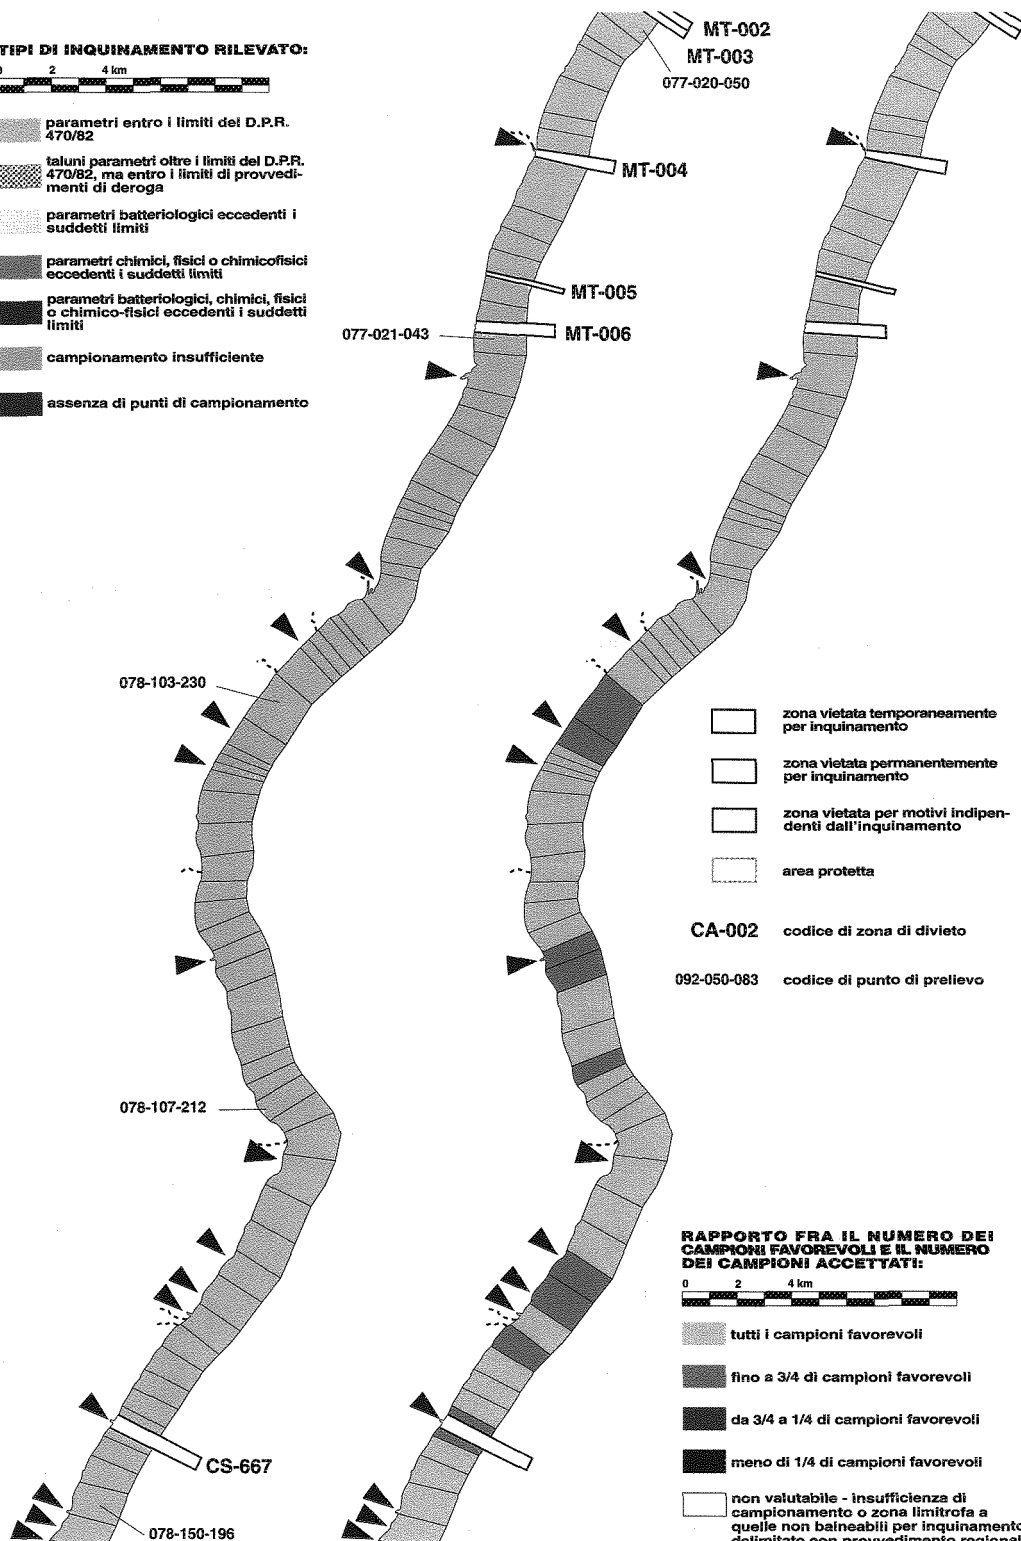 TIPI DI INQUINAMENTO RILEVATO:
2 4 km
parametri entro i limiti del D.P.R.
470/82
taluni parametri oltre i limiti del D.P.R.
470/82, ma entro i limiti di provvedi-
menti di deroga
parametri batteriologici eccedenti i
suddetti limiti
parametri chimici, fisici o chimicofisici
eccedenti i suddetti limiti
parametri batteriologici, chimici, fisici
o chimico-fisici eccedenti i suddetti
limiti
campionamento insufficiente
assenza di punti di campionamento
MT-002
MT-003
077-020-050
MT-004
MT-005
077-021-043
MT-006
078-103-230
078-107-212
CS-667
078-150-196
zona vietata temporaneamente
per inquinamento
zona vietata permanentemente
per inquinamento
zona vietata per motivi indipen-
denti dall'inquinamento
area protetta
CA-002 codice di zona di divieto
092-050-083 codice di punto di prelievo
RAPPORTO FRA IL NUMERO DEI
CAMPIONI FAVOREVOLI E IL NUMERO
DEI CAMPIONI ACCETTATI:
0 2 4 km
tutti i campioni favorevoli
fino a 3/4 di campioni favorevoli
da 3/4 a 1/4 di campioni favorevoli
meno di 1/4 di campioni favorevoli
non valutabile - insufficienza di
campionamento o zona limitrofa a
quelle non balneabili per inquinamento
delimitato con provvedimento regional